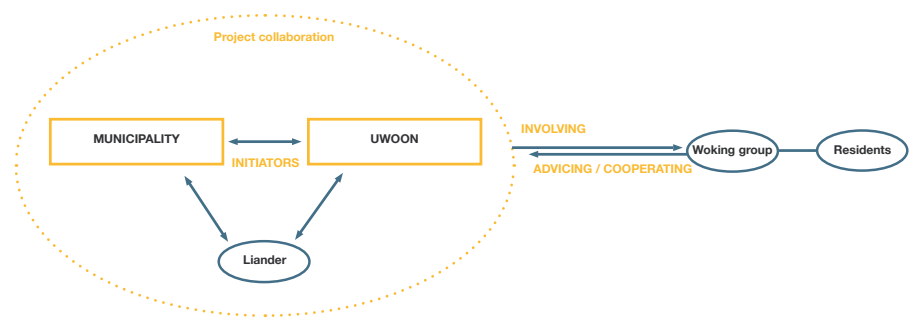 Project collaboration
MUNICIPALITY
UWOON
INITIATORS
Liander
INVOLVING
ADVICING / COOPERATING
Woking group
Residents